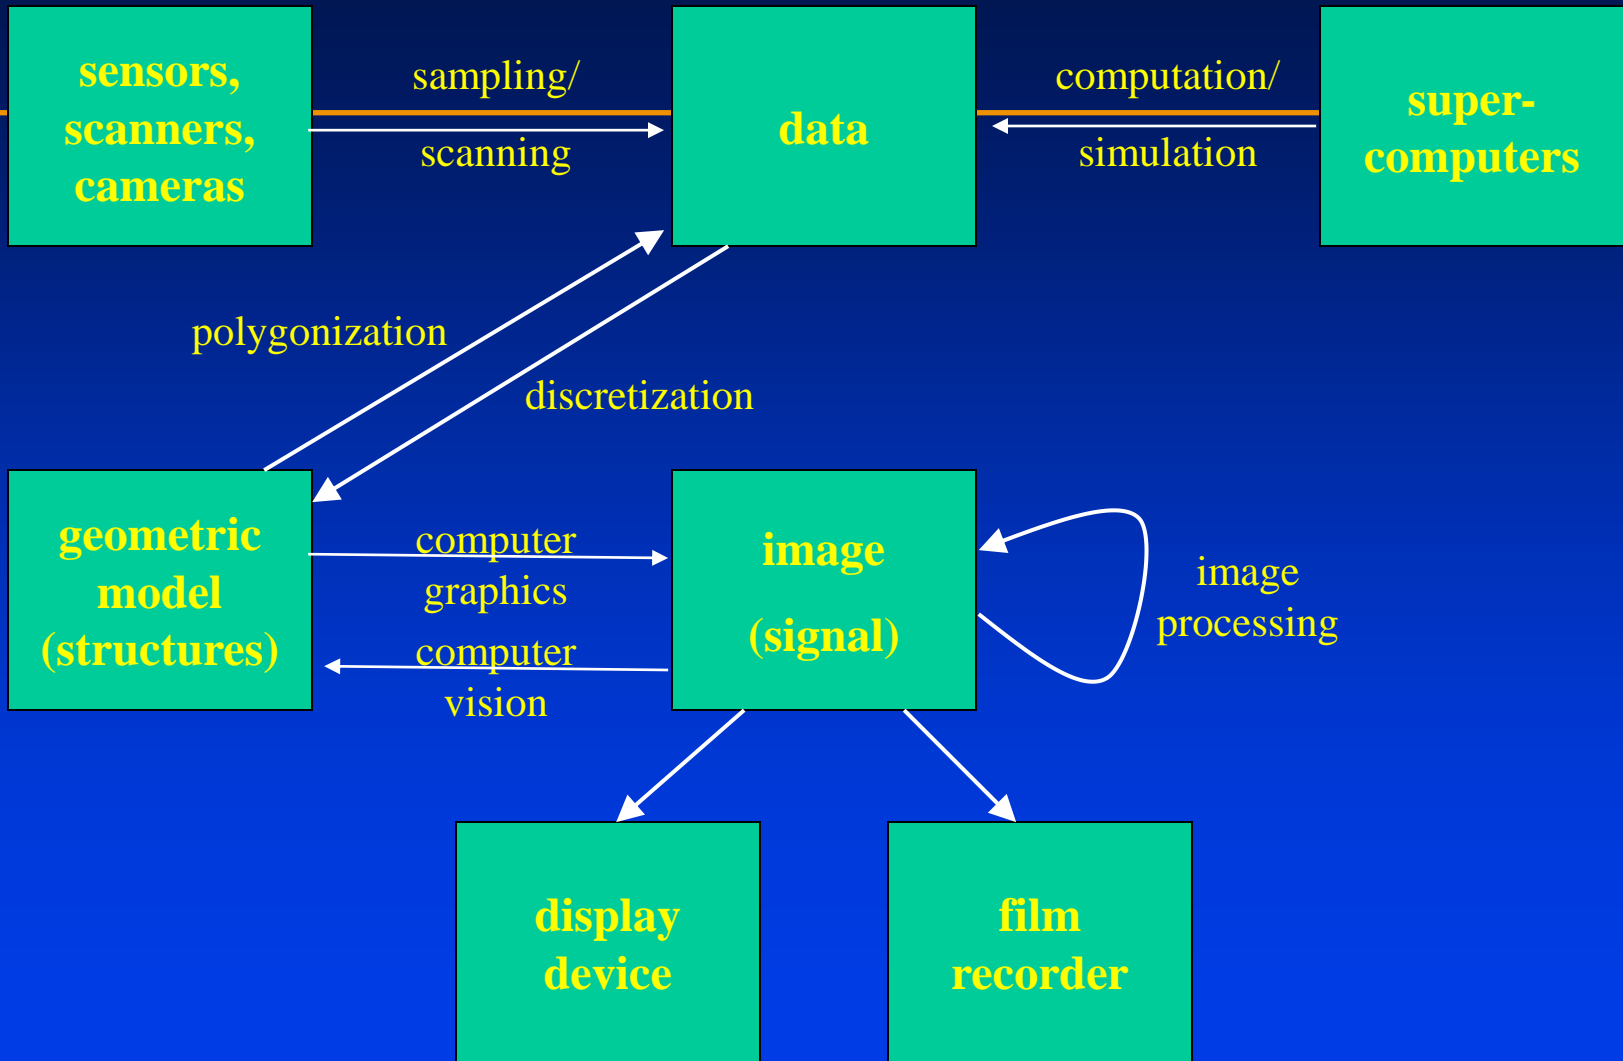 sensors,
scanners,
cameras
sampling/
scanning
data
computation/
simulation
super-
computers
polygonization
discretization
geometric
model
(structures)
computer
graphics
computer
vision
image
(signal)
image
processing
display
device
film
recorder